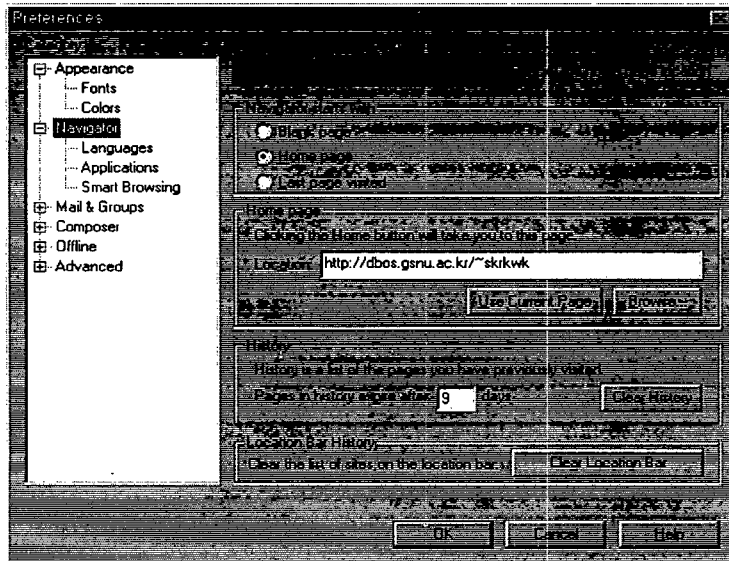 Preferences
Appearance
Fonts
Colors
Navigator
Languages
Applications
Smart Browsing
Mail & Groups
Composer
Offline
Advanced
Navigator starts with
Blank page
Home page
Last page visited
Home page
Clicking the Home button will take you to this page.
Location: http://dbos.gsnu.ac.kr/~skrkwk
Use Current Page Browse...
History
History is a list of the pages you have previously visited.
Pages in history expire after 9 days Clear History
Location Bar History
Clear the list of sites on the location bar: Clear Location Bar
OK Cancel Help